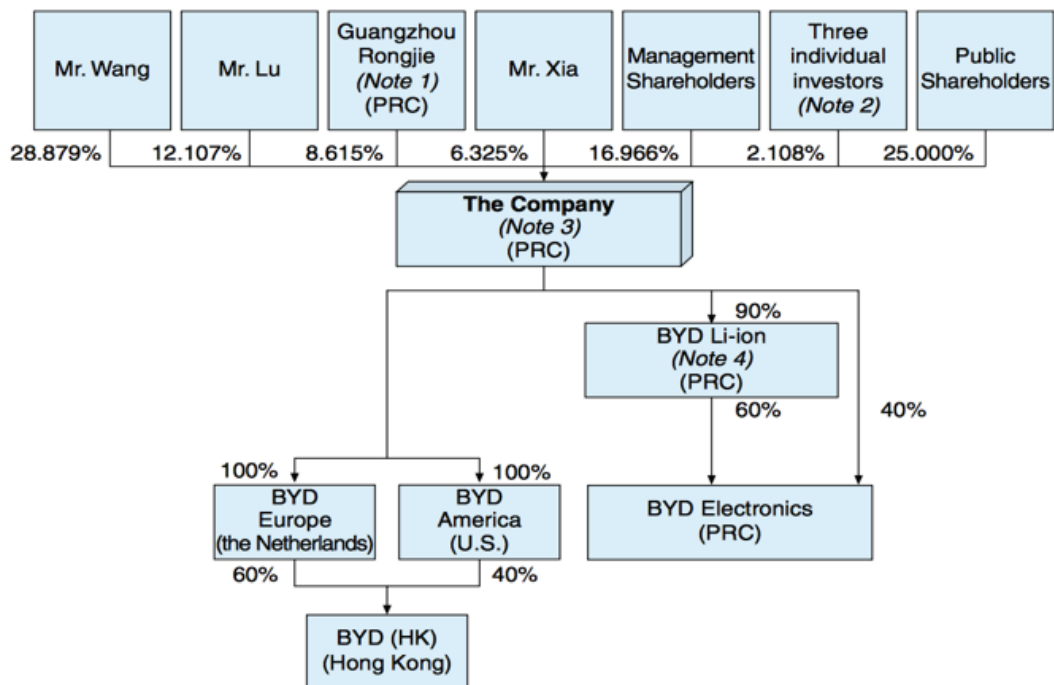 Mr. Wang
Mr. Lu
Guangzhou
Rongjie
(Note 1)
(PRC)
Mr. Xia
Management
Shareholders
Three
individual
investors
(Note 2)
Public
Shareholders
28.879%
12.107%
8.615%
6.325%
16.966%
2.108%
25.000%
The Company
(Note 3)
(PRC)
90%
BYD Li-ion
(Note 4)
(PRC)
60%
40%
100%
100%
BYD
Europe
(the Netherlands)
BYD
America
(U.S.)
BYD Electronics
(PRC)
60%
40%
BYD (HK)
(Hong Kong)